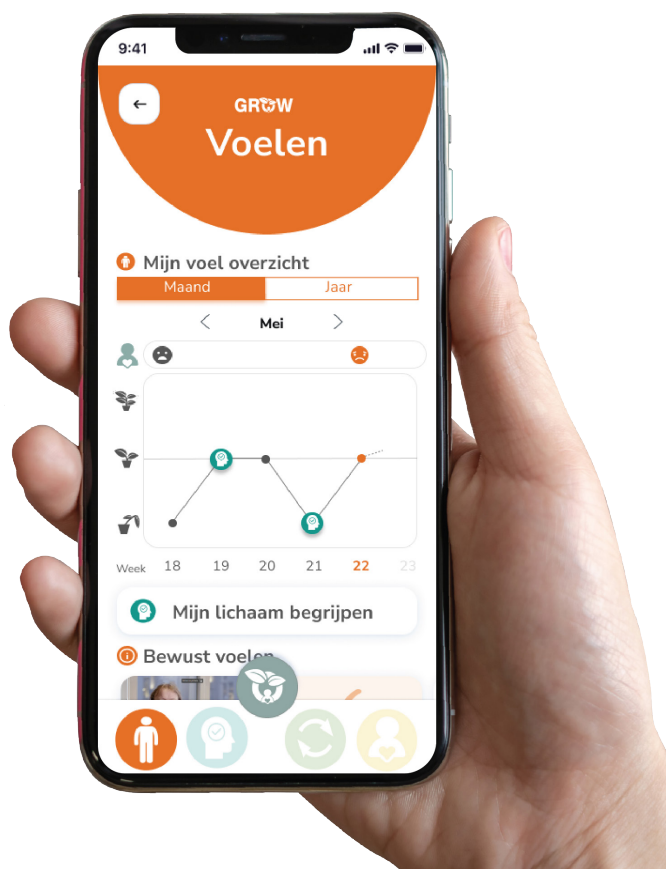 9:41
GROW
Voelen
Mijn voel overzicht
Maand Jaar
Mei
Week 18 19 20 21 22 23
Mijn lichaam begrijpen
Bewust voelen